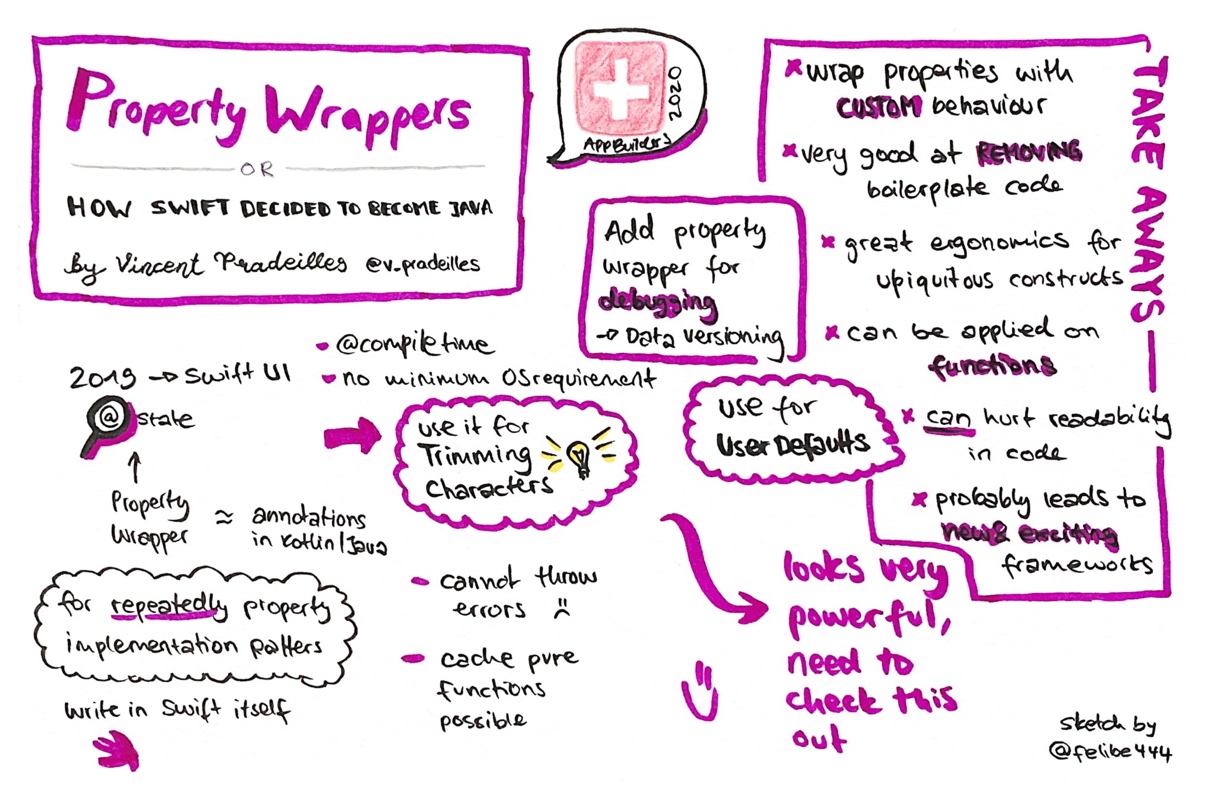 Property Wrappers
OR
HOW SWIFT DECIDED TO BECOME JAVA
by Vincent Pradeilles @v_pradeilles
2020
AppBuilders
2019 → Swift UI
@ state
Property
Wrapper
≈ annotations
in Kotlin/Java
@compile time
no minimum OS requirement
use it for
Trimming
Characters
for repeatedly property
implementation patters
write in Swift itself
cannot throw
errors
cache pure
functions
possible
Add property
wrapper for
debugging
→ Data versioning
use for
User Defaults
looks very
powerful,
need to
check this
out
TAKE AWAYS
wrap properties with
CUSTOM behaviour
very good at REMOVING
boilerplate code
great ergonomics for
upiquitous constructs
can be applied on
functions
can hurt readability
in code
probably leads to
new & exciting
frameworks
sketch by
@felibe444